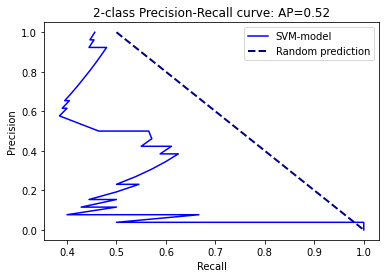 2-class Precision-Recall curve: AP=0.52
SVM-model
Random prediction
Precision
1.0
0.8
0.6
0.4
0.2
0.0
0.4 0.5 0.6 0.7 0.8 0.9 1.0
Recall